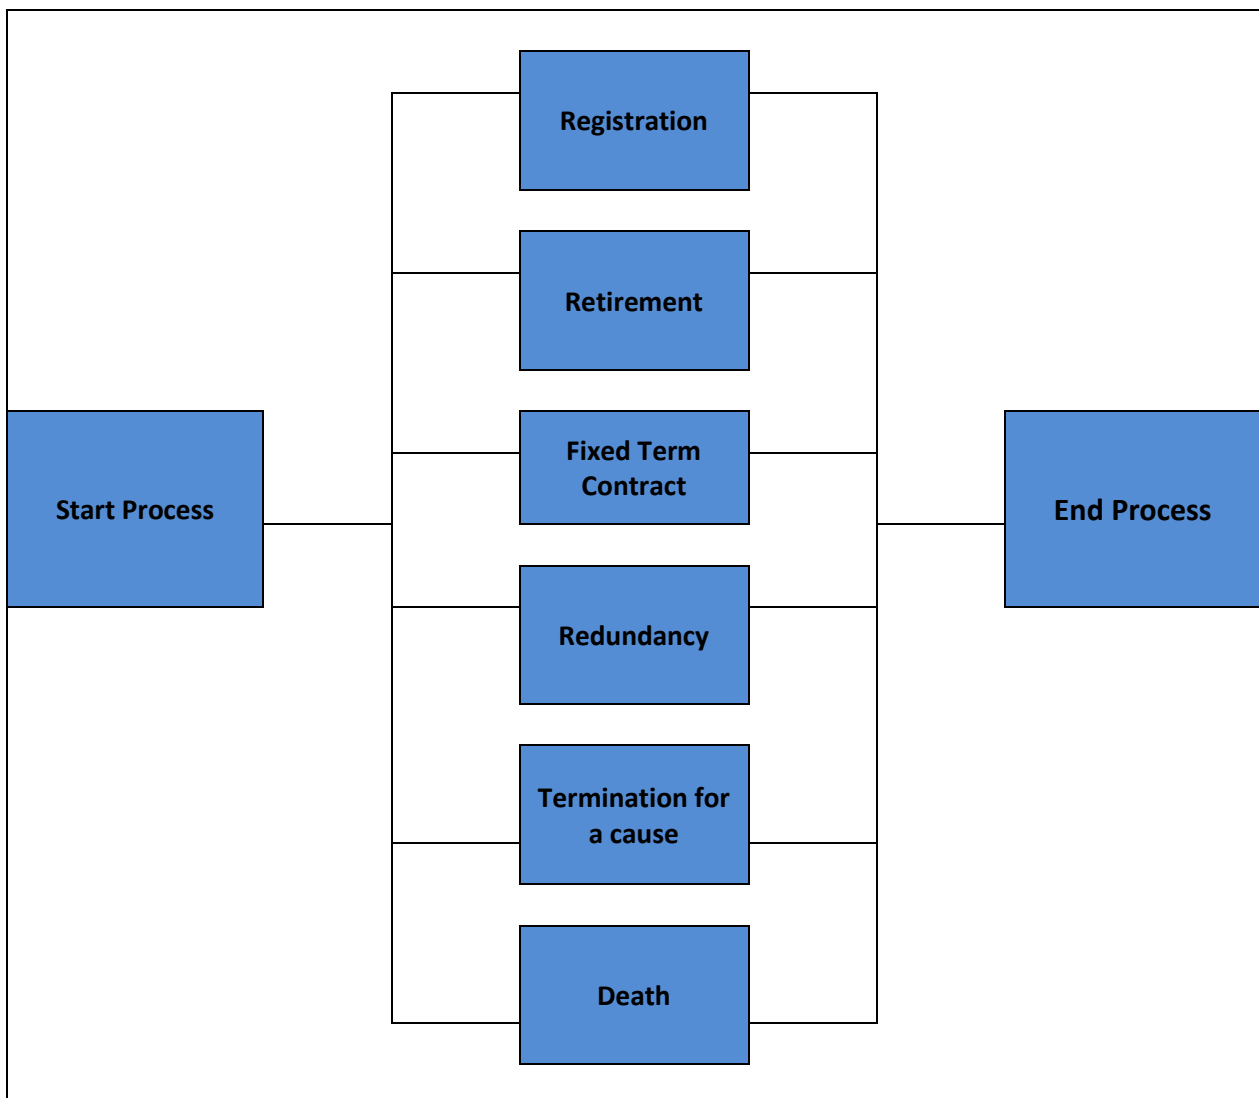 Registration
Retirement
Fixed Term
Contract
Start Process
End Process
Redundancy
Termination for
a cause
Death